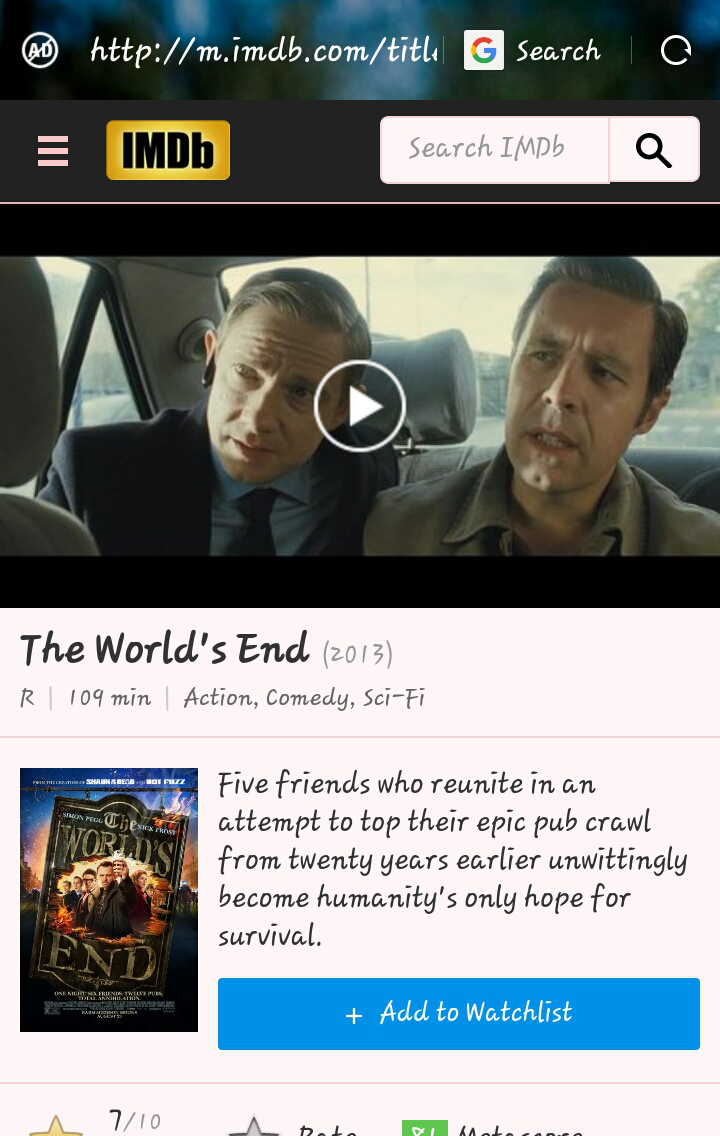 AD http://m.imdb.com/titl G Search
IMDb Search IMDb
The World's End (2013)
R | 109 min | Action, Comedy, Sci-Fi
FROM THE CREATORS OF SHAUN OF THE DEAD AND HOT FUZZ
SIMON PEGG NICK FROST
The
WORLD'S
END
ONE NIGHT. SIX FRIENDS. TWELVE PUBS.
TOTAL ANNIHILATION.
Five friends who reunite in an
attempt to top their epic pub crawl
from twenty years earlier unwittingly
become humanity's only hope for
survival.
+ Add to Watchlist
7/10 Rate 81 Metascore